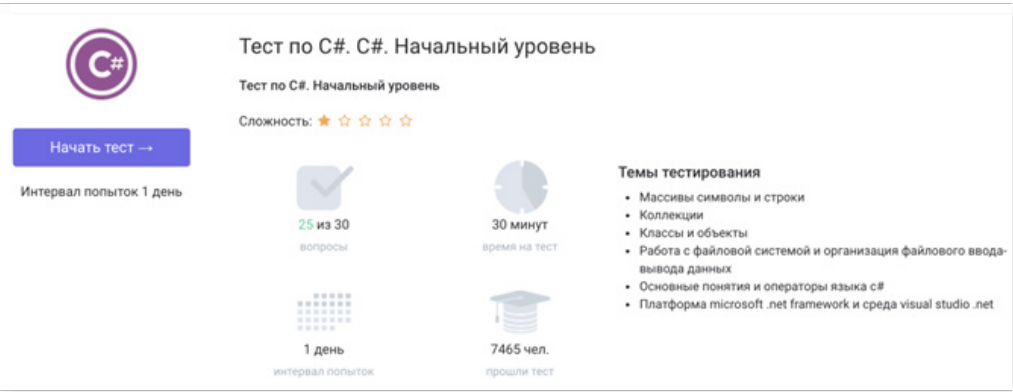 C#
Начать тест →
Интервал попыток 1 день
Тест по C#. C#. Начальный уровень
Тест по C#. Начальный уровень
Сложность:
25 из 30
вопросы
30 минут
время на тест
1 день
интервал попыток
7465 чел.
прошли тест
Темы тестирования
• Массивы символы и строки
• Коллекции
• Классы и объекты
• Работа с файловой системой и организация файлового ввода-
вывода данных
• Основные понятия и операторы языка c#
• Платформа microsoft .net framework и среда visual studio .net